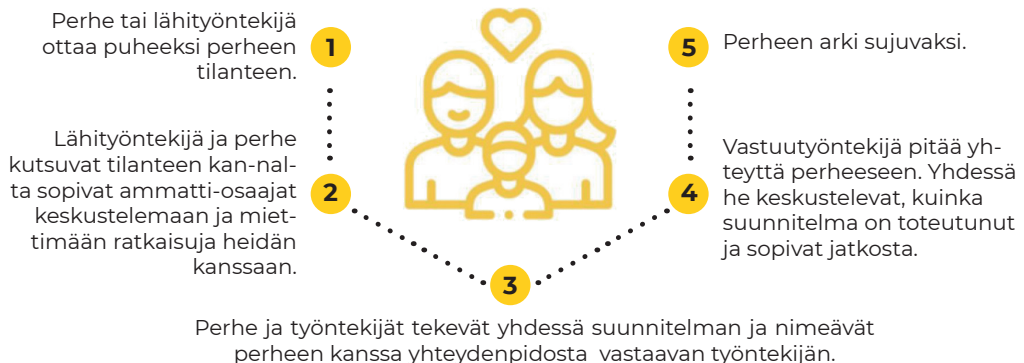 1
Perhe tai lähityöntekijä
ottaa puheeksi perheen
tilanteen.
2
Lähityöntekijä ja perhe
kutsuvat tilanteen kan-nal-
ta sopivat ammatti-osaajat
keskustelemaan ja miet-
timään ratkaisuja heidän
kanssaan.
3
Perhe ja työntekijät tekevät yhdessä suunnitelman ja nimeävät
perheen kanssa yhteydenpidosta vastaavan työntekijän.
4
Vastuutyöntekijä pitää yh-
teyttä perheeseen. Yhdessä
he keskustelevat, kuinka
suunnitelma on toteutunut
ja sopivat jatkosta.
5
Perheen arki sujuvaksi.